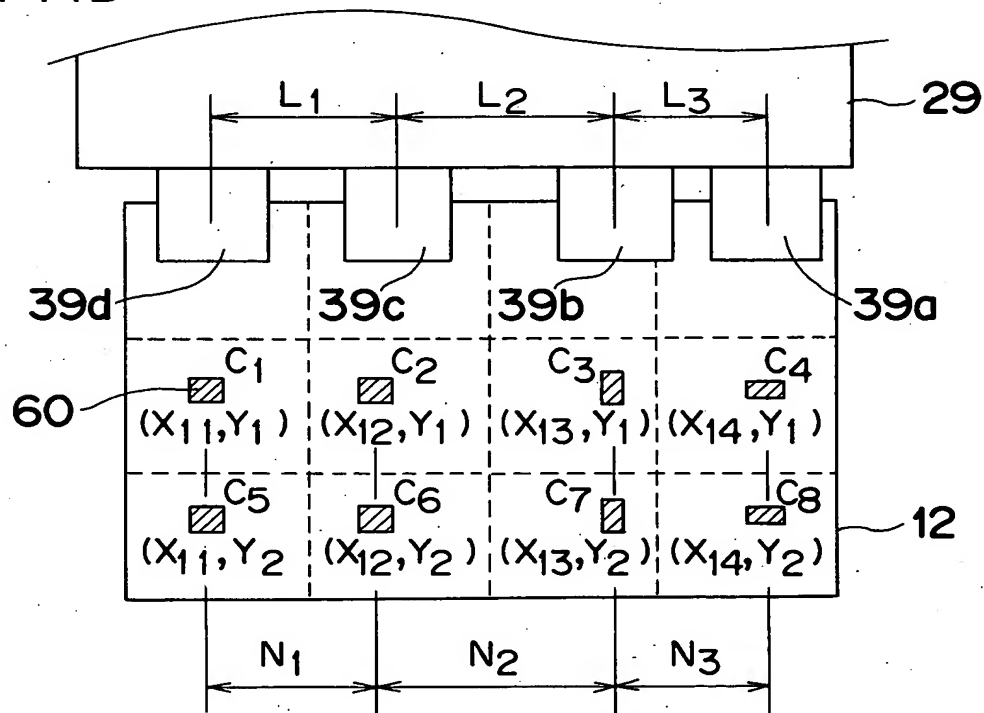 L1 L2 L3 29
39d 39c 39b 39a
C1 C2 C3 C4
60
(X11,Y1) (X12,Y1) (X13,Y1) (X14,Y1)
C5 C6 C7 C8
12
(X11,Y2) (X12,Y2) (X13,Y2) (X14,Y2)
N1 N2 N3